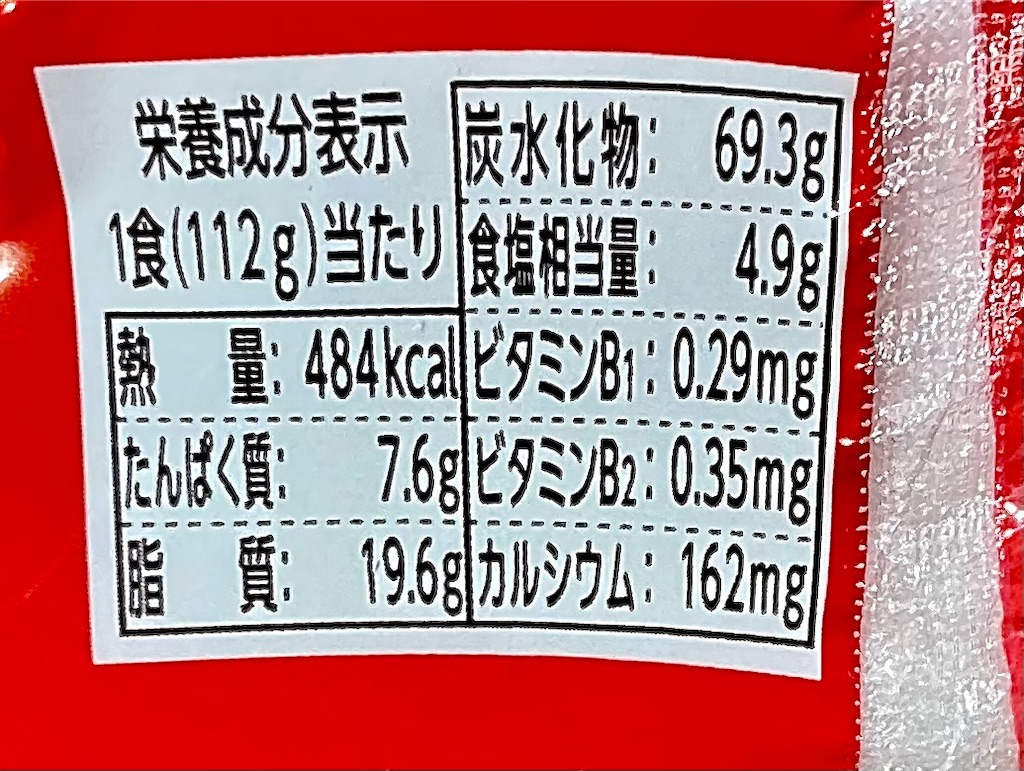 栄養成分表示
1食(112g)当たり
熱量: 484kcal
たんぱく質: 7.6g
脂質: 19.6g
炭水化物: 69.3g
食塩相当量: 4.9g
ビタミンB1: 0.29mg
ビタミンB2: 0.35mg
カルシウム: 162mg